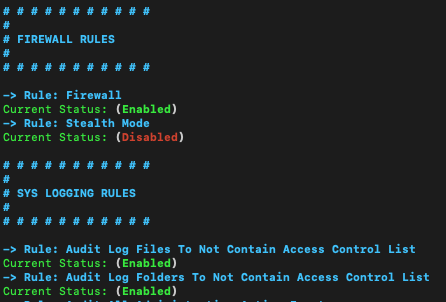 # # # # # # # # # # #
#
# FIREWALL RULES
#
# # # # # # # # # # #
-> Rule: Firewall
Current Status: (Enabled)
-> Rule: Stealth Mode
Current Status: (Disabled)
# # # # # # # # # # #
#
# SYS LOGGING RULES
#
# # # # # # # # # # #
-> Rule: Audit Log Files To Not Contain Access Control List
Current Status: (Enabled)
-> Rule: Audit Log Folders To Not Contain Access Control List
Current Status: (Enabled)